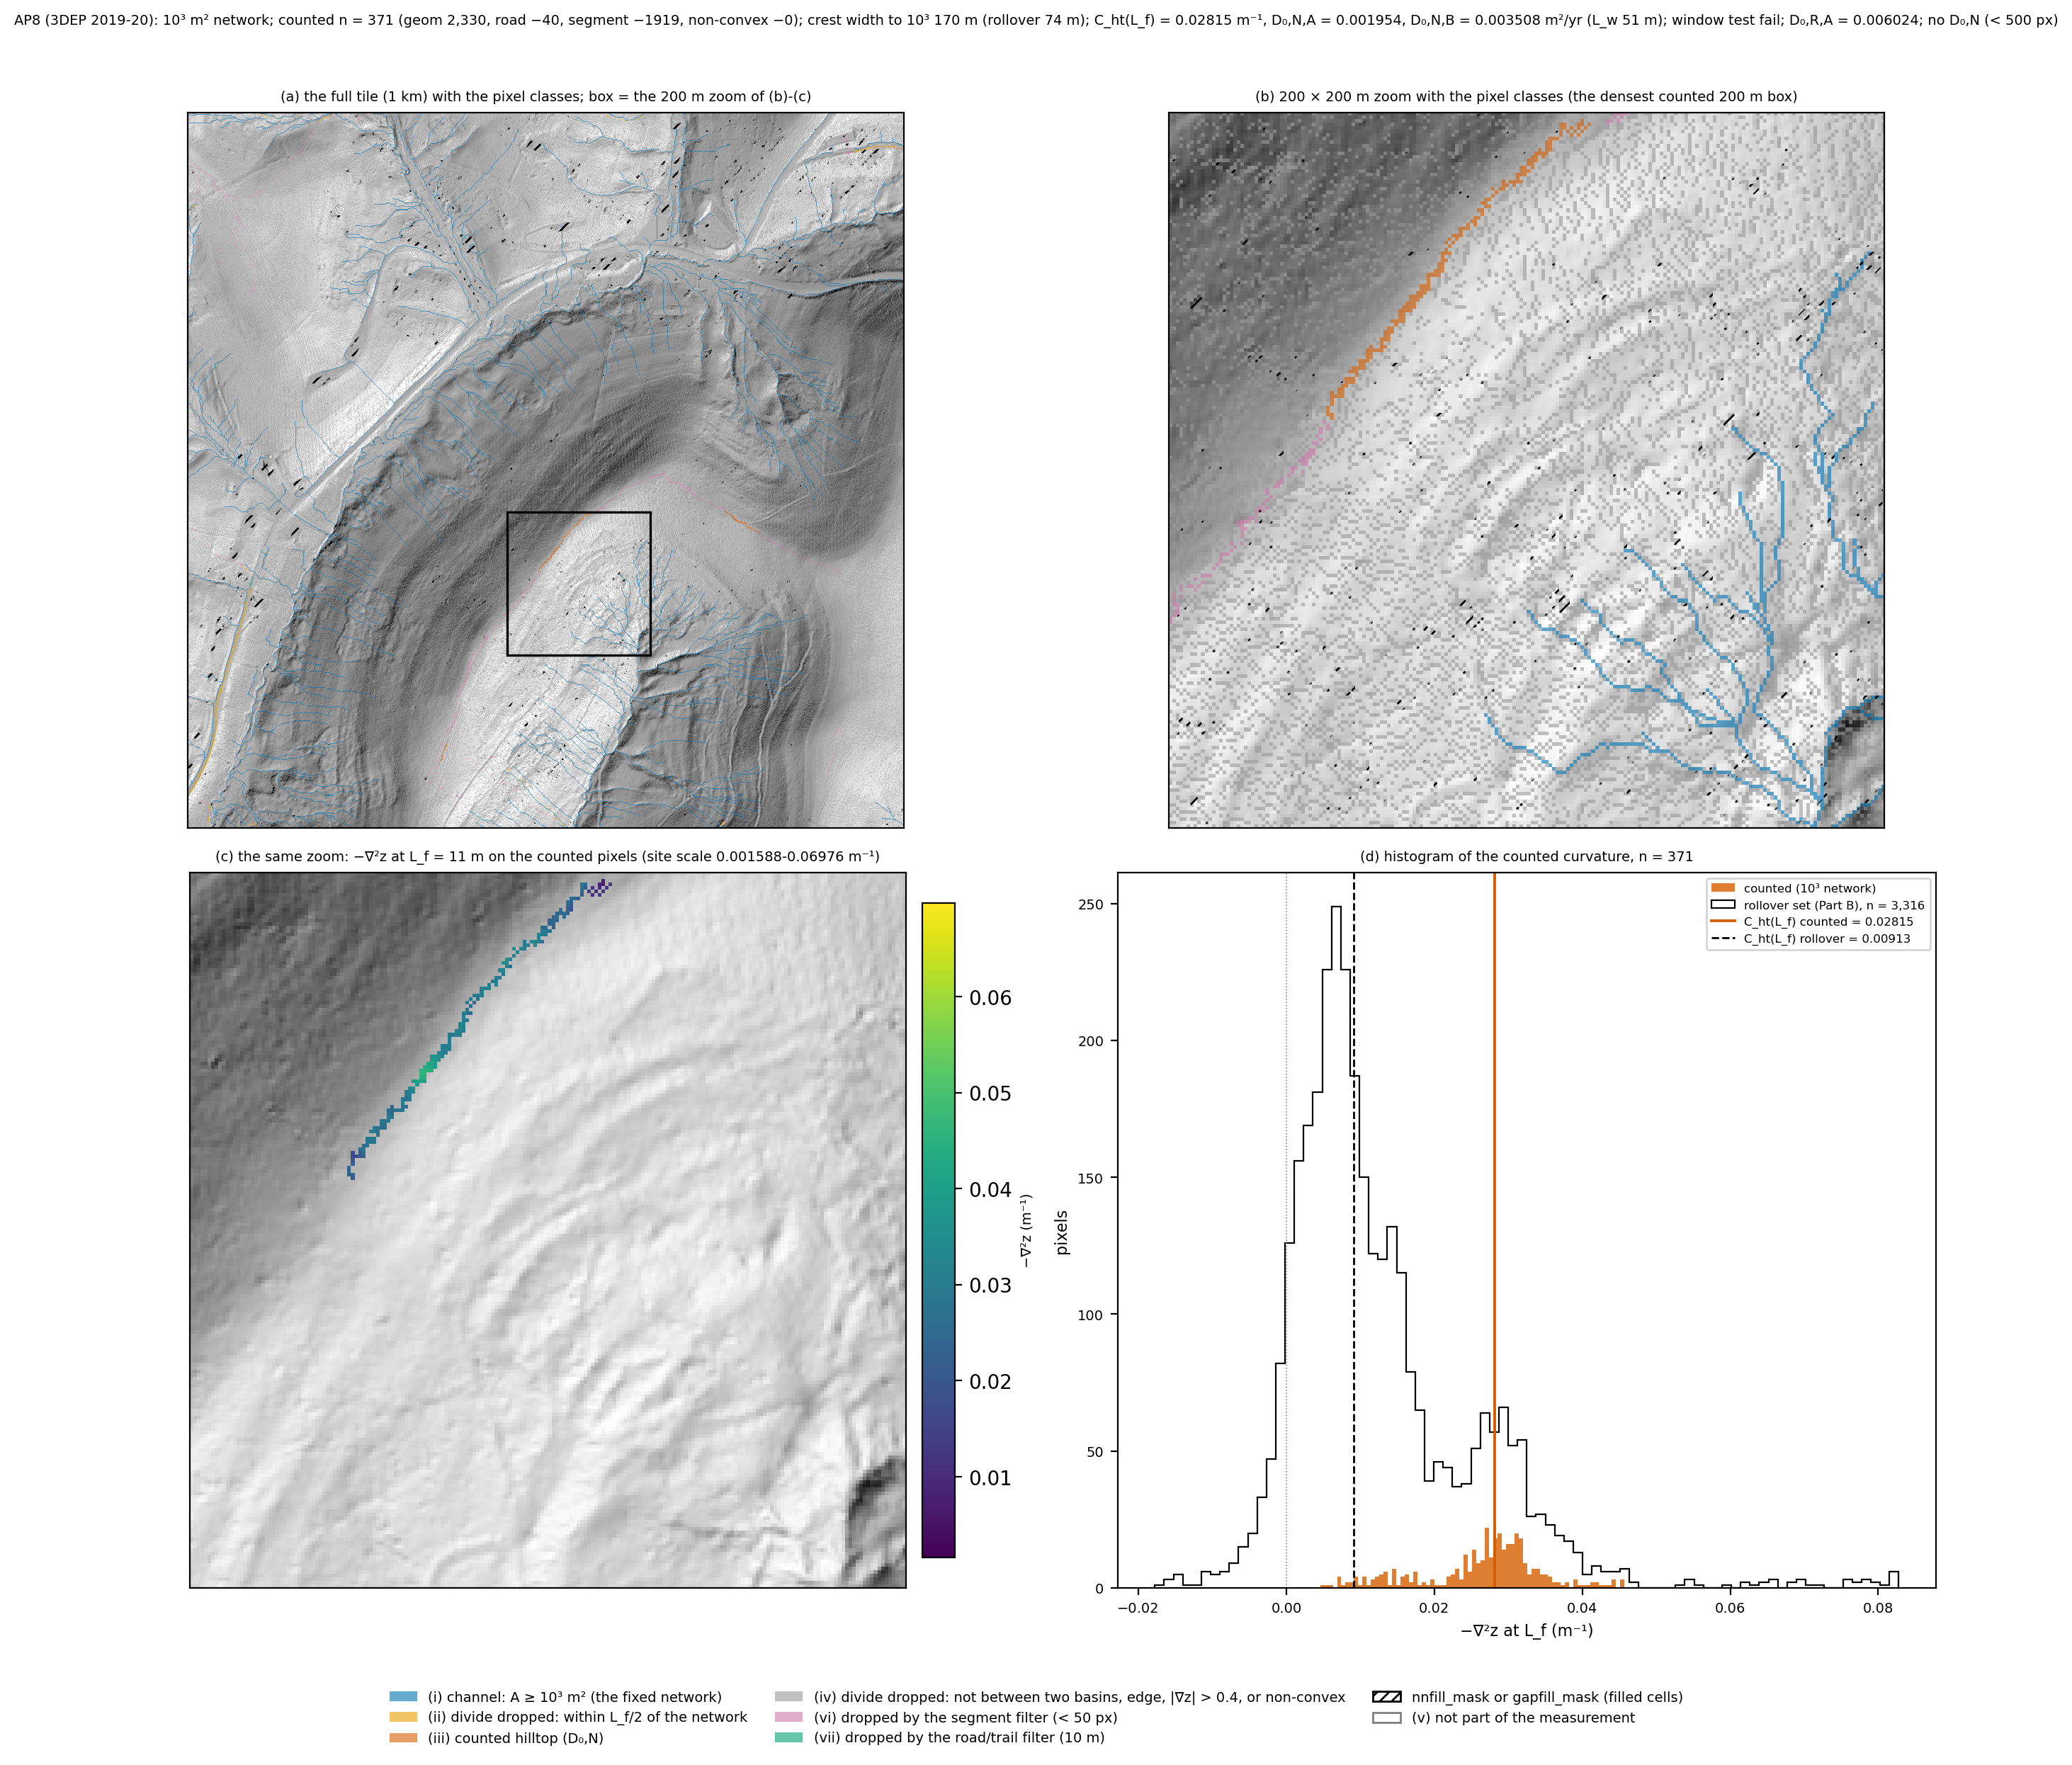 AP8 (3DEP 2019-20): 10³ m² network; counted n = 371 (geom 2,330, road −40, segment −1919, non-convex −0); crest width to 10³ 170 m (rollover 74 m); C_ht(L_f) = 0.02815 m⁻¹, D₀,N,A = 0.001954, D₀,N,B = 0.003508 m²/yr (L_w 51 m); window test fail; D₀,R,A = 0.006024; no D₀,N (< 500 px)
(a) the full tile (1 km) with the pixel classes; box = the 200 m zoom of (b)-(c)
(b) 200 × 200 m zoom with the pixel classes (the densest counted 200 m box)
(c) the same zoom: −∇²z at L_f = 11 m on the counted pixels (site scale 0.001588-0.06976 m⁻¹)
0.06
0.05
0.04
0.03
0.02
0.01
−∇²z (m⁻¹)
(d) histogram of the counted curvature, n = 371
counted (10³ network)
rollover set (Part B), n = 3,316
C_ht(L_f) counted = 0.02815
C_ht(L_f) rollover = 0.00913
250
200
150
100
50
0
pixels
−0.02
0.00
0.02
0.04
0.06
0.08
−∇²z at L_f (m⁻¹)
(i) channel: A ≥ 10³ m² (the fixed network)
(ii) divide dropped: within L_f/2 of the network
(iii) counted hilltop (D₀,N)
(iv) divide dropped: not between two basins, edge, |∇z| > 0.4, or non-convex
(vi) dropped by the segment filter (< 50 px)
(vii) dropped by the road/trail filter (10 m)
nnfill_mask or gapfill_mask (filled cells)
(v) not part of the measurement